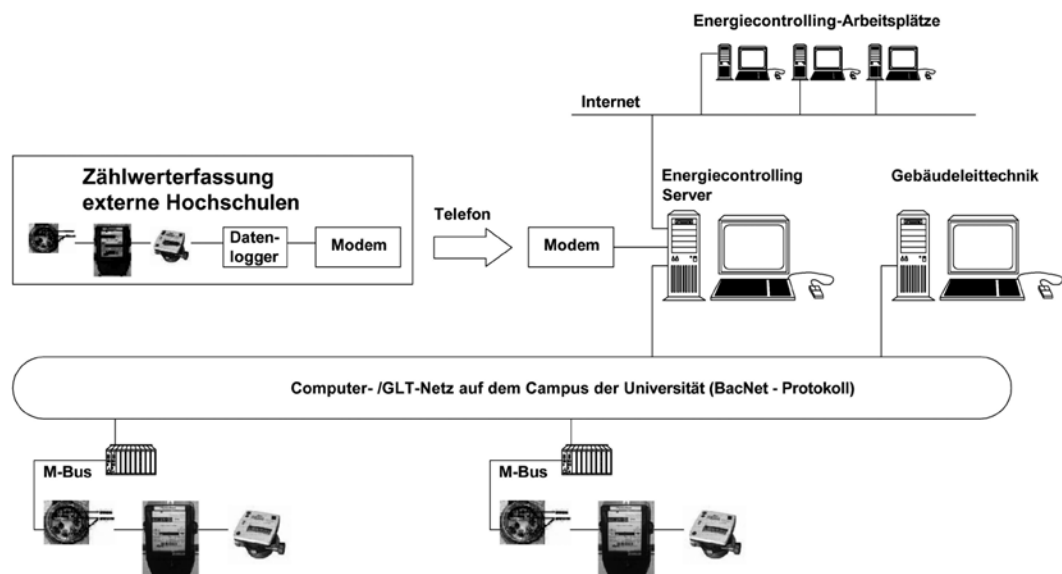 Energiecontrolling-Arbeitsplätze
Internet
Zählwerterfassung
externe Hochschulen
Daten-
logger
Modem
Telefon
Modem
Energiecontrolling
Server
Gebäudeleittechnik
Computer- /GLT-Netz auf dem Campus der Universität (BacNet - Protokoll)
M-Bus
M-Bus